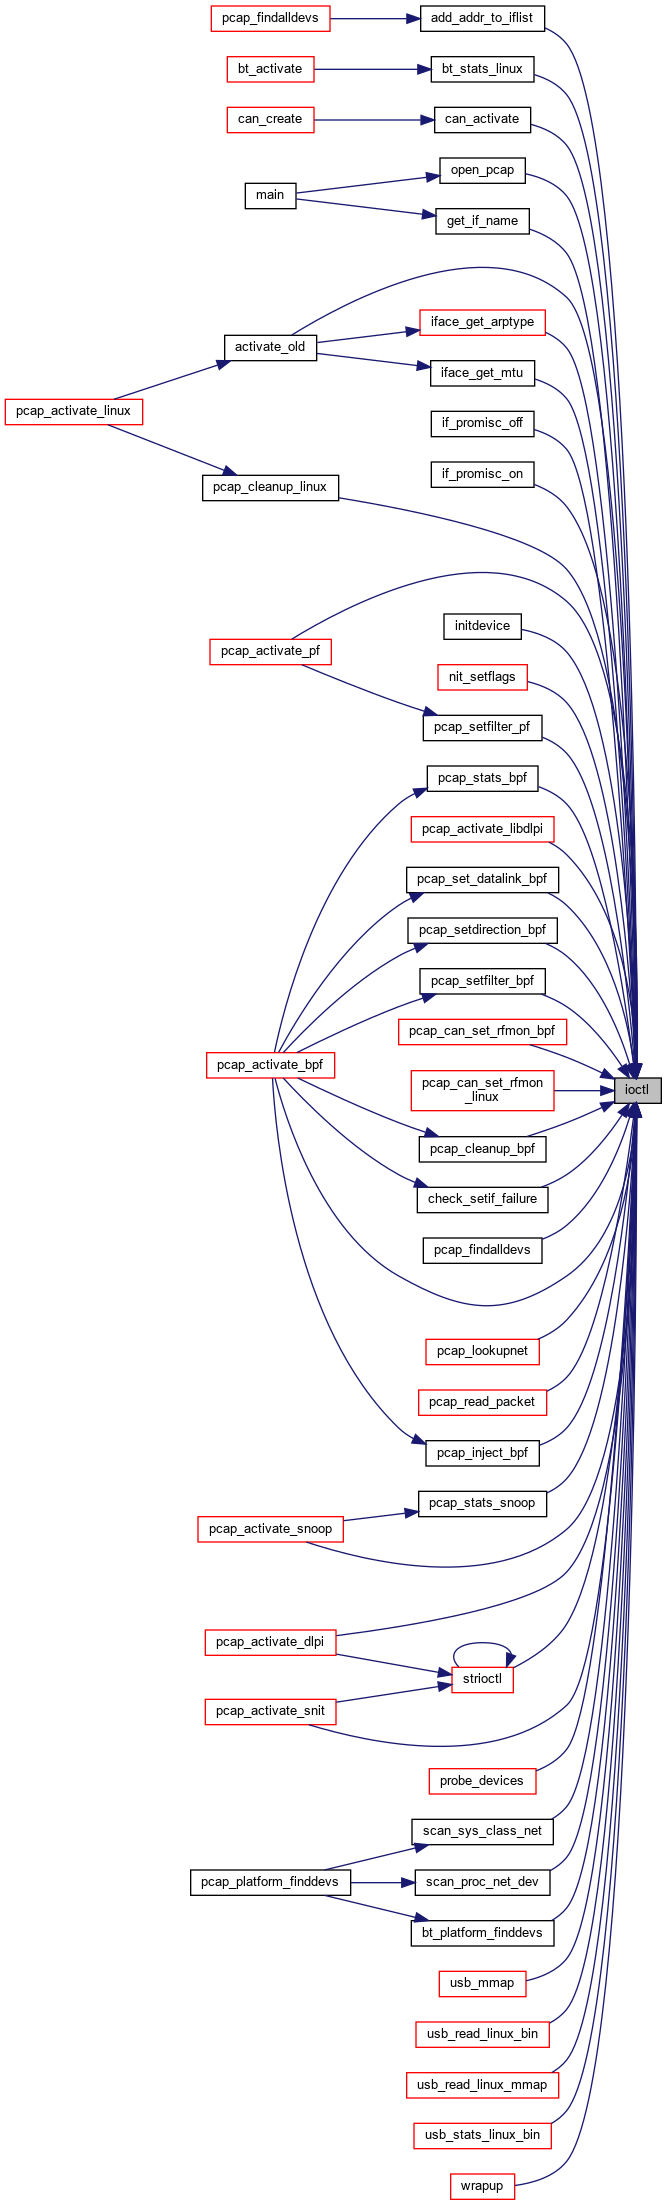 pcap_findalldevs
add_addr_to_iflist
bt_activate
bt_stats_linux
can_create
can_activate
main
open_pcap
get_if_name
activate_old
iface_get_arptype
iface_get_mtu
pcap_activate_linux
if_promisc_off
if_promisc_on
pcap_cleanup_linux
initdevice
pcap_activate_pf
nit_setflags
pcap_setfilter_pf
pcap_stats_bpf
pcap_activate_libdlpi
pcap_set_datalink_bpf
pcap_setdirection_bpf
pcap_setfilter_bpf
pcap_can_set_rfmon_bpf
pcap_activate_bpf
pcap_can_set_rfmon
_linux
ioctl
pcap_cleanup_bpf
check_setif_failure
pcap_findalldevs
pcap_lookupnet
pcap_read_packet
pcap_inject_bpf
pcap_stats_snoop
pcap_activate_snoop
pcap_activate_dlpi
strioctl
pcap_activate_snit
probe_devices
scan_sys_class_net
pcap_platform_finddevs
scan_proc_net_dev
bt_platform_finddevs
usb_mmap
usb_read_linux_bin
usb_read_linux_mmap
usb_stats_linux_bin
wrapup